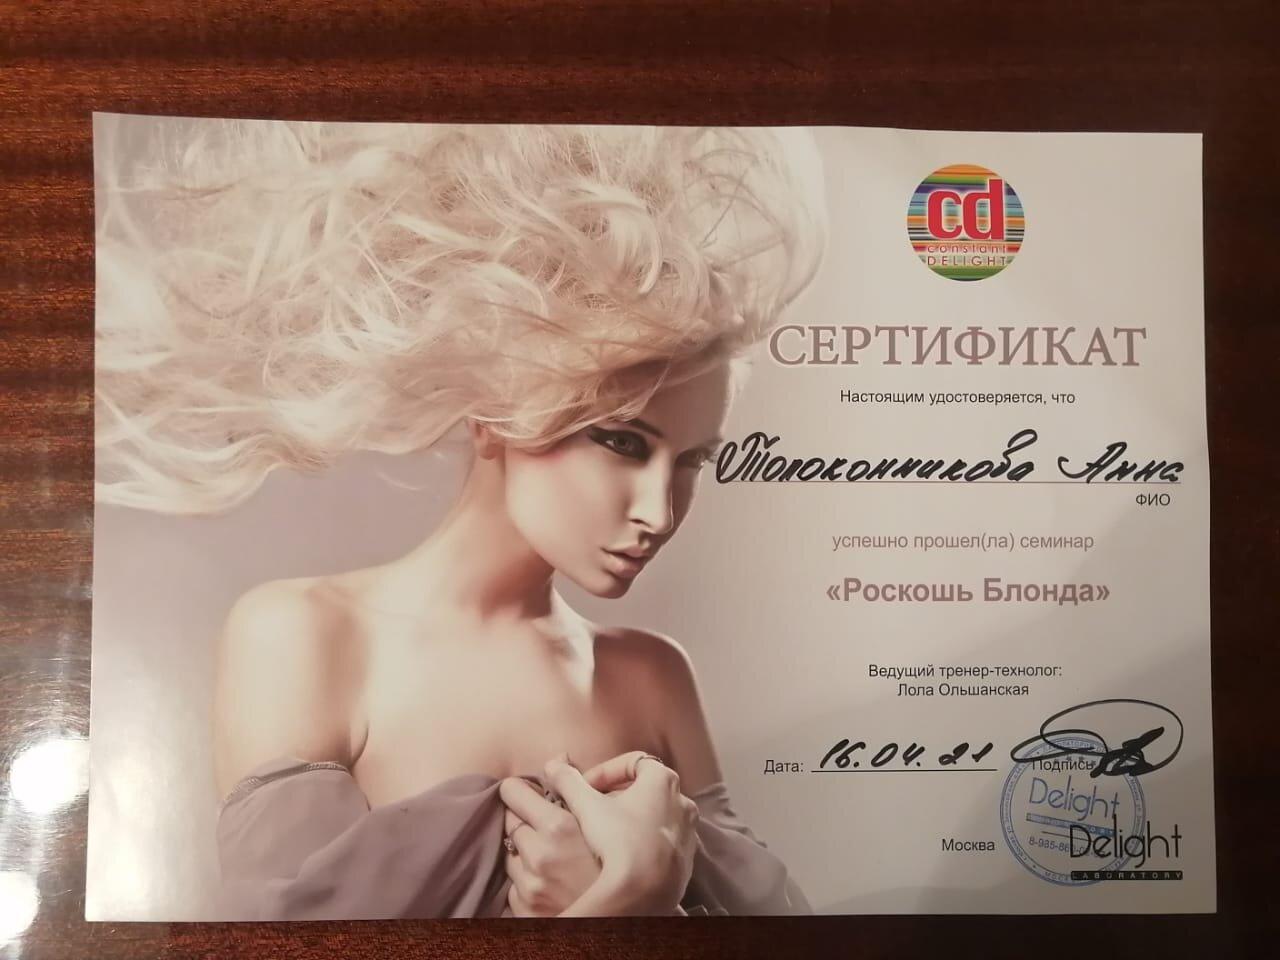 cd
constant
DELIGHT
СЕРТИФИКАТ
Настоящим удостоверяется, что
Толоконникова Анна
ФИО
успешно прошел(ла) семинар
«Роскошь Блонда»
Ведущий тренер-технолог:
Лола Ольшанская
Дата: 16.04.21
Подпись
Delight
Москва
Delight
LABORATORY